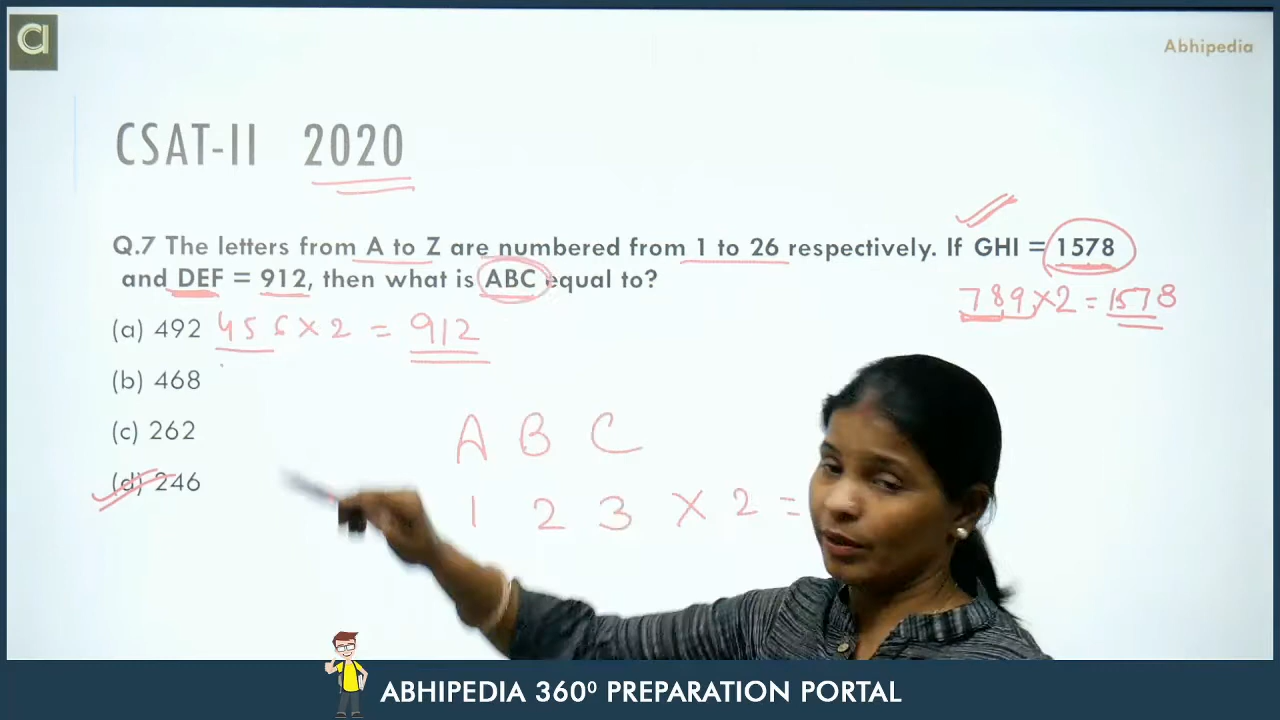 a
Abhipedia
CSAT-II 2020
Q.7 The letters from A to Z are numbered from 1 to 26 respectively. If GHI = 1578
and DEF = 912, then what is ABC equal to?
789 × 2 = 1578
(a) 492 456 × 2 = 912
(b) 468
(c) 262
(d) 246
A B C
1 2 3 × 2 =
ABHIPEDIA 360⁰ PREPARATION PORTAL